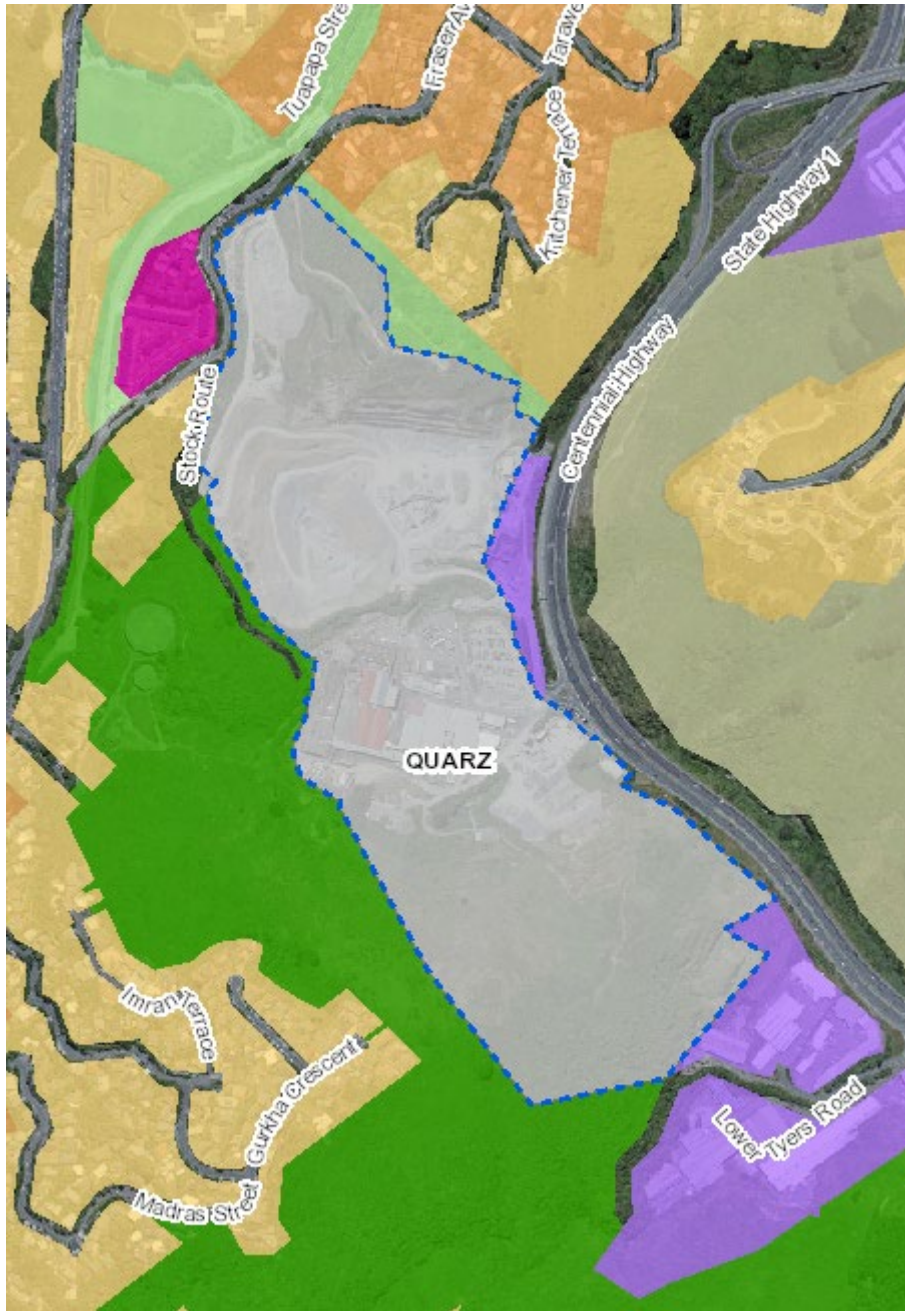 Tuapapa Stre
Fraser Av
Tarawe
Kitchener Terrace
State Highway 1
Centennial Highway
Stock Route
QUARZ
Imran Terrace
Gurkha Crescent
Madras Street
Lower Tyers Road